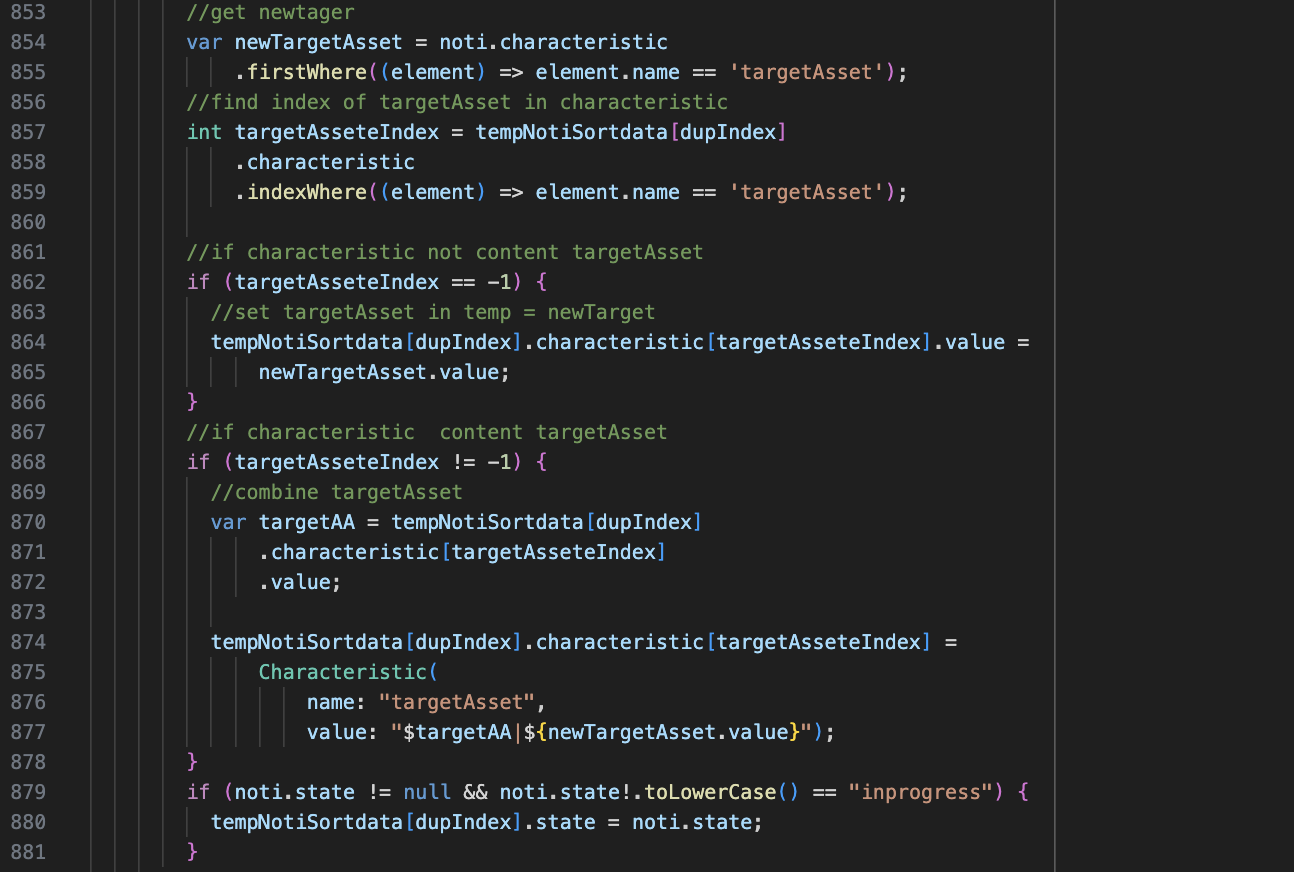 853 //get newtager
854 var newTargetAsset = noti.characteristic
855 .firstWhere((element) => element.name == 'targetAsset');
856 //find index of targetAsset in characteristic
857 int targetAsseteIndex = tempNotiSortdata[dupIndex]
858 .characteristic
859 .indexWhere((element) => element.name == 'targetAsset');
860
861 //if characteristic not content targetAsset
862 if (targetAsseteIndex == -1) {
863 //set targetAsset in temp = newTarget
864 tempNotiSortdata[dupIndex].characteristic[targetAsseteIndex].value =
865 newTargetAsset.value;
866 }
867 //if characteristic  content targetAsset
868 if (targetAsseteIndex != -1) {
869 //combine targetAsset
870 var targetAA = tempNotiSortdata[dupIndex]
871 .characteristic[targetAsseteIndex]
872 .value;
873
874 tempNotiSortdata[dupIndex].characteristic[targetAsseteIndex] =
875 Characteristic(
876 name: "targetAsset",
877 value: "$targetAA|${newTargetAsset.value}");
878 }
879 if (noti.state != null && noti.state!.toLowerCase() == "inprogress") {
880 tempNotiSortdata[dupIndex].state = noti.state;
881 }